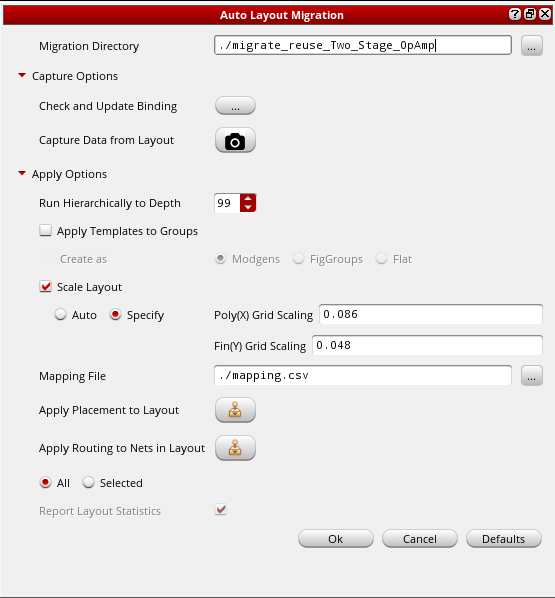 Auto Layout Migration
Migration Directory ./migrate_reuse_Two_Stage_OpAmp ...
Capture Options
Check and Update Binding ...
Capture Data from Layout
Apply Options
Run Hierarchically to Depth 99
Apply Templates to Groups
Create as Modgens FigGroups Flat
Scale Layout
Auto Specify Poly(X) Grid Scaling 0.086
Fin(Y) Grid Scaling 0.048
Mapping File ./mapping.csv ...
Apply Placement to Layout
Apply Routing to Nets in Layout
All Selected
Report Layout Statistics
Ok Cancel Defaults